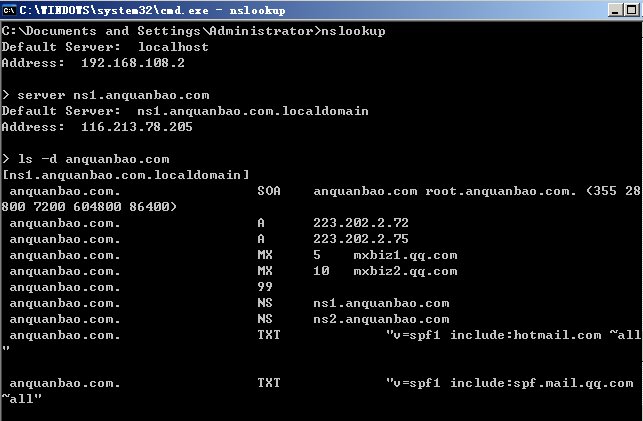 C:\WINDOWS\system32\cmd.exe - nslookup
C:\Documents and Settings\Administrator>nslookup
Default Server:  localhost
Address:  192.168.108.2
> server ns1.anquanbao.com
Default Server:  ns1.anquanbao.com.localdomain
Address:  116.213.78.205
> ls -d anquanbao.com
[ns1.anquanbao.com.localdomain]
 anquanbao.com.                 SOA    anquanbao.com root.anquanbao.com. (355 28
800 7200 604800 86400)
 anquanbao.com.                 A      223.202.2.72
 anquanbao.com.                 A      223.202.2.75
 anquanbao.com.                 MX     5    mxbiz1.qq.com
 anquanbao.com.                 MX     10   mxbiz2.qq.com
 anquanbao.com.                 99
 anquanbao.com.                 NS     ns1.anquanbao.com
 anquanbao.com.                 NS     ns2.anquanbao.com
 anquanbao.com.                 TXT             "v=spf1 include:hotmail.com ~all
"
 anquanbao.com.                 TXT             "v=spf1 include:spf.mail.qq.com
~all"